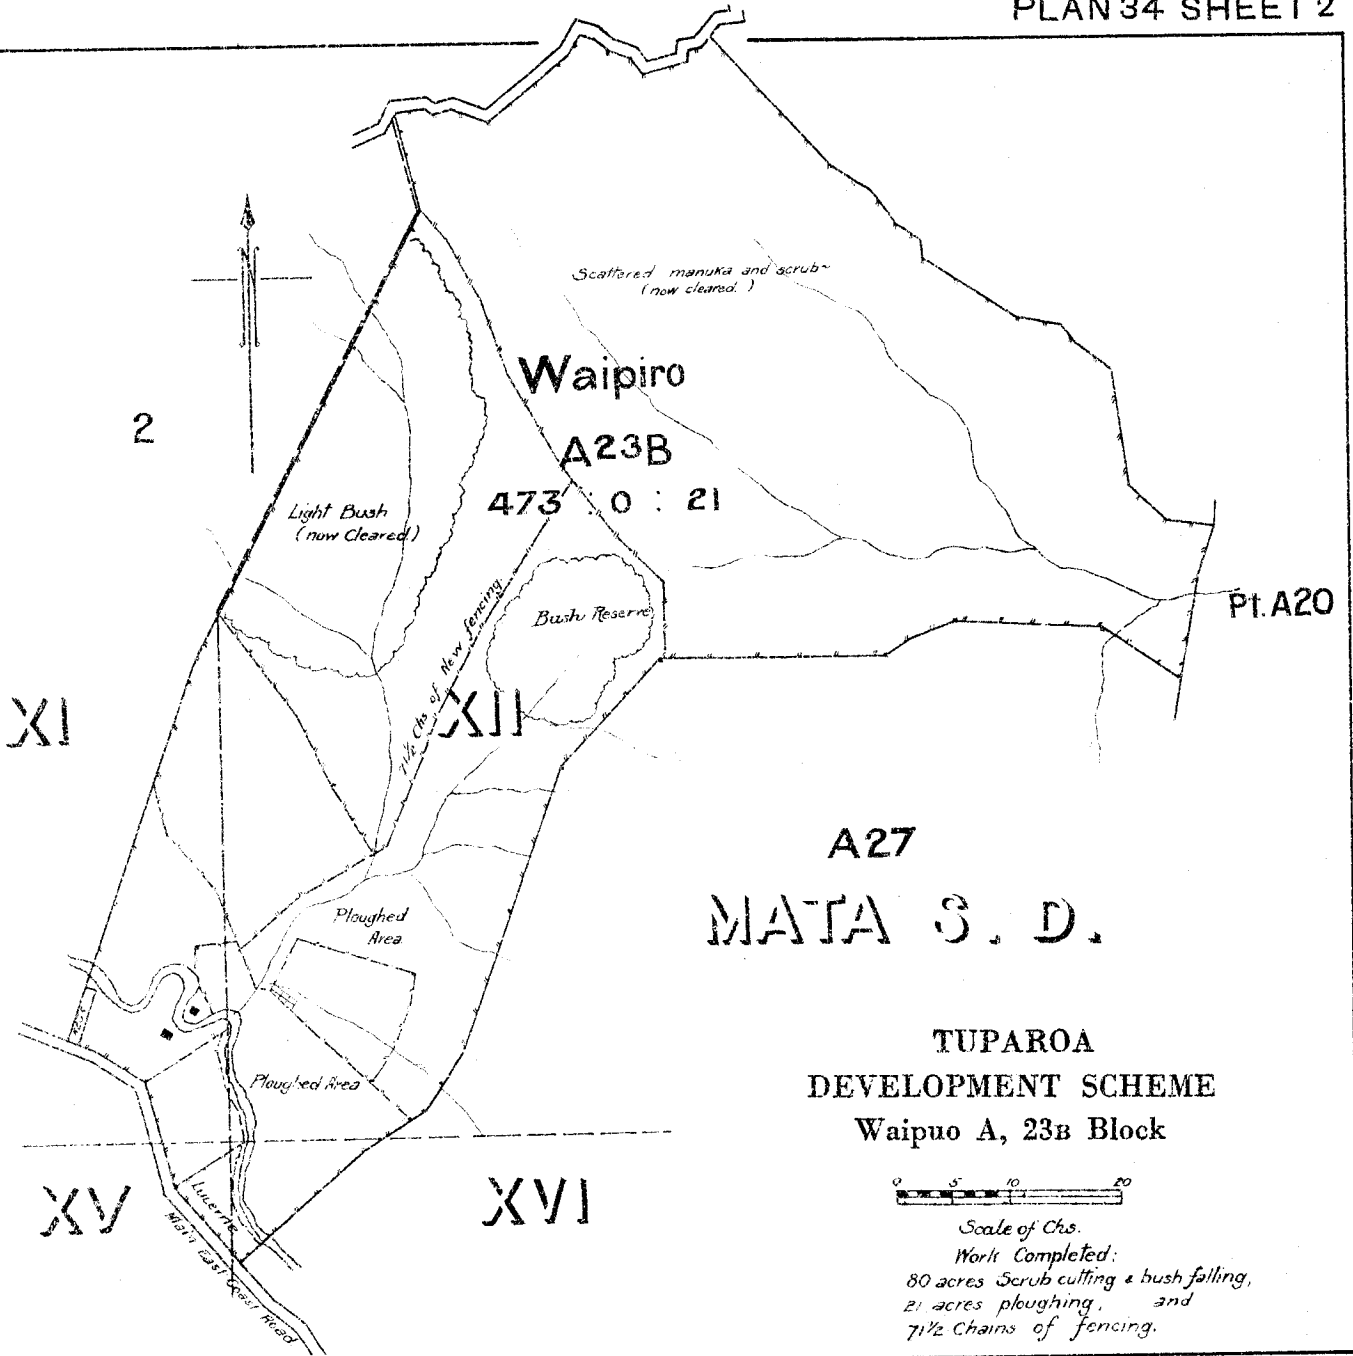 PLAN 34 SHEET 2
Scattered manuka and scrub~
(now cleared.)
Waipiro
2
A23B
473 : 0 : 21
Light Bush
(now Cleared)
71½ Chs of New fencing
Bush Reserve
Pt. A20
XI
XII
A27
Ploughed
Area
MATA S. D.
TUPAROA
DEVELOPMENT SCHEME
Waipuo A, 23B Block
Ploughed Area
XV
XVI
Lucerne
Main East Coast Road
0 5 10 20
Scale of Chs.
Work Completed:
80 acres Scrub cutting & bush falling,
21 acres ploughing, and
71½ Chains of fencing.